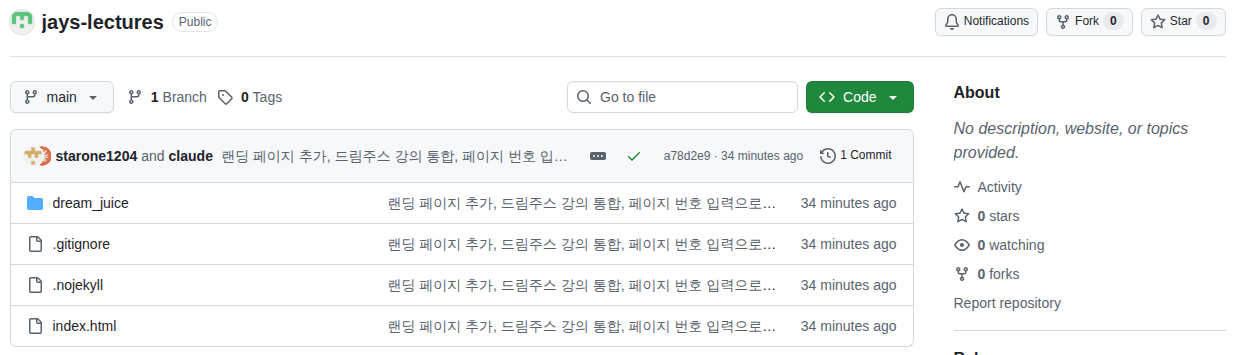 jays-lectures Public Notifications Fork 0 Star 0
main 1 Branch 0 Tags Go to file Code
starone1204 and claude 랜딩 페이지 추가, 드림주스 강의 통합, 페이지 번호 입... a78d2e9 · 34 minutes ago 1 Commit
dream_juice 랜딩 페이지 추가, 드림주스 강의 통합, 페이지 번호 입력으로... 34 minutes ago
.gitignore 랜딩 페이지 추가, 드림주스 강의 통합, 페이지 번호 입력으로... 34 minutes ago
.nojekyll 랜딩 페이지 추가, 드림주스 강의 통합, 페이지 번호 입력으로... 34 minutes ago
index.html 랜딩 페이지 추가, 드림주스 강의 통합, 페이지 번호 입력으로... 34 minutes ago
About
No description, website, or topics
provided.
Activity
0 stars
0 watching
0 forks
Report repository